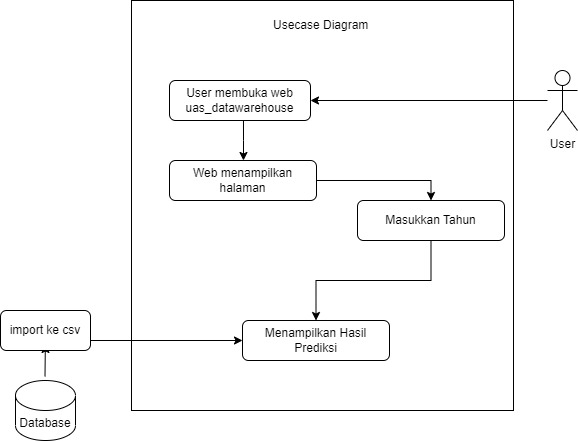 Usecase Diagram
User membuka web
uas_datawarehouse
User
Web menampilkan
halaman
Masukkan Tahun
import ke csv
Menampilkan Hasil
Prediksi
Database